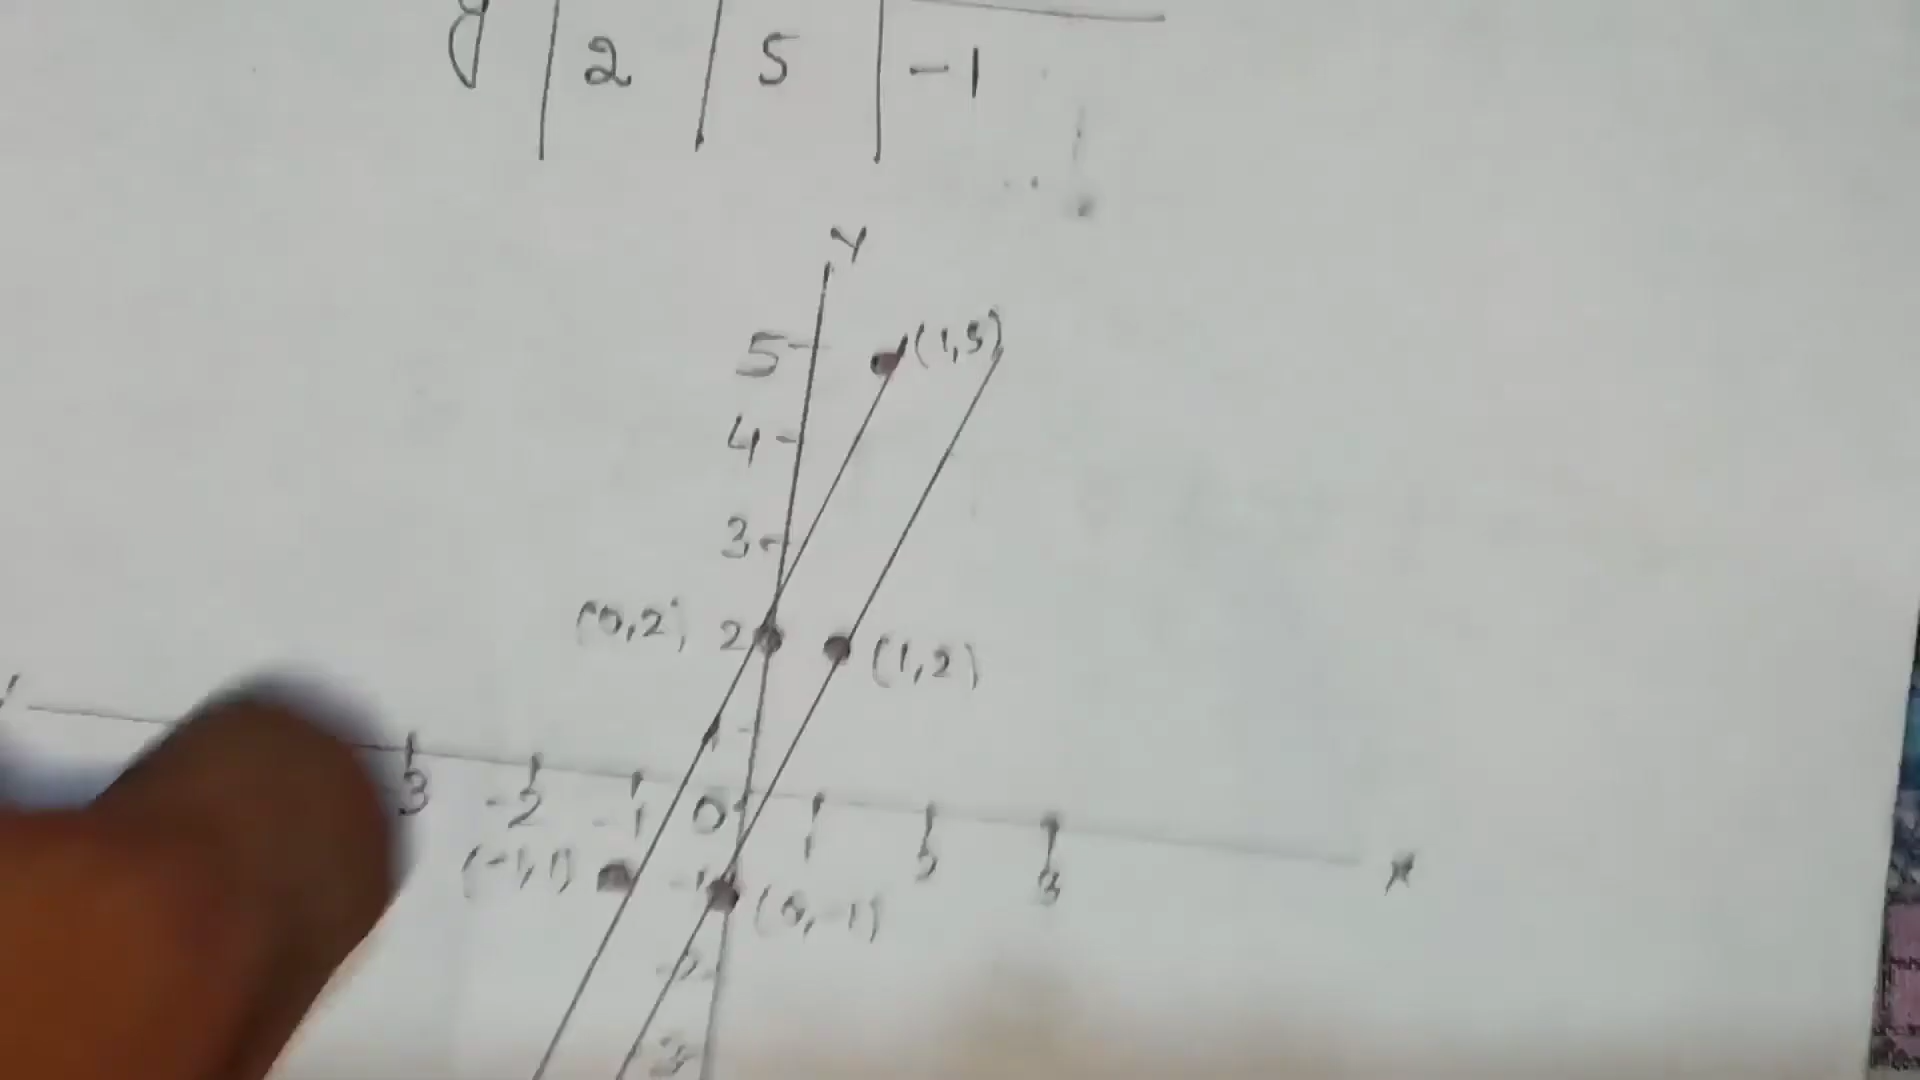 y 2 5 -1
Y
5 (1,5)
4
3
(0,2) 2 (1,2)
1
3 -2 -1 0 1 2 3 X
(-1,1) -1 (0,-1)
-2